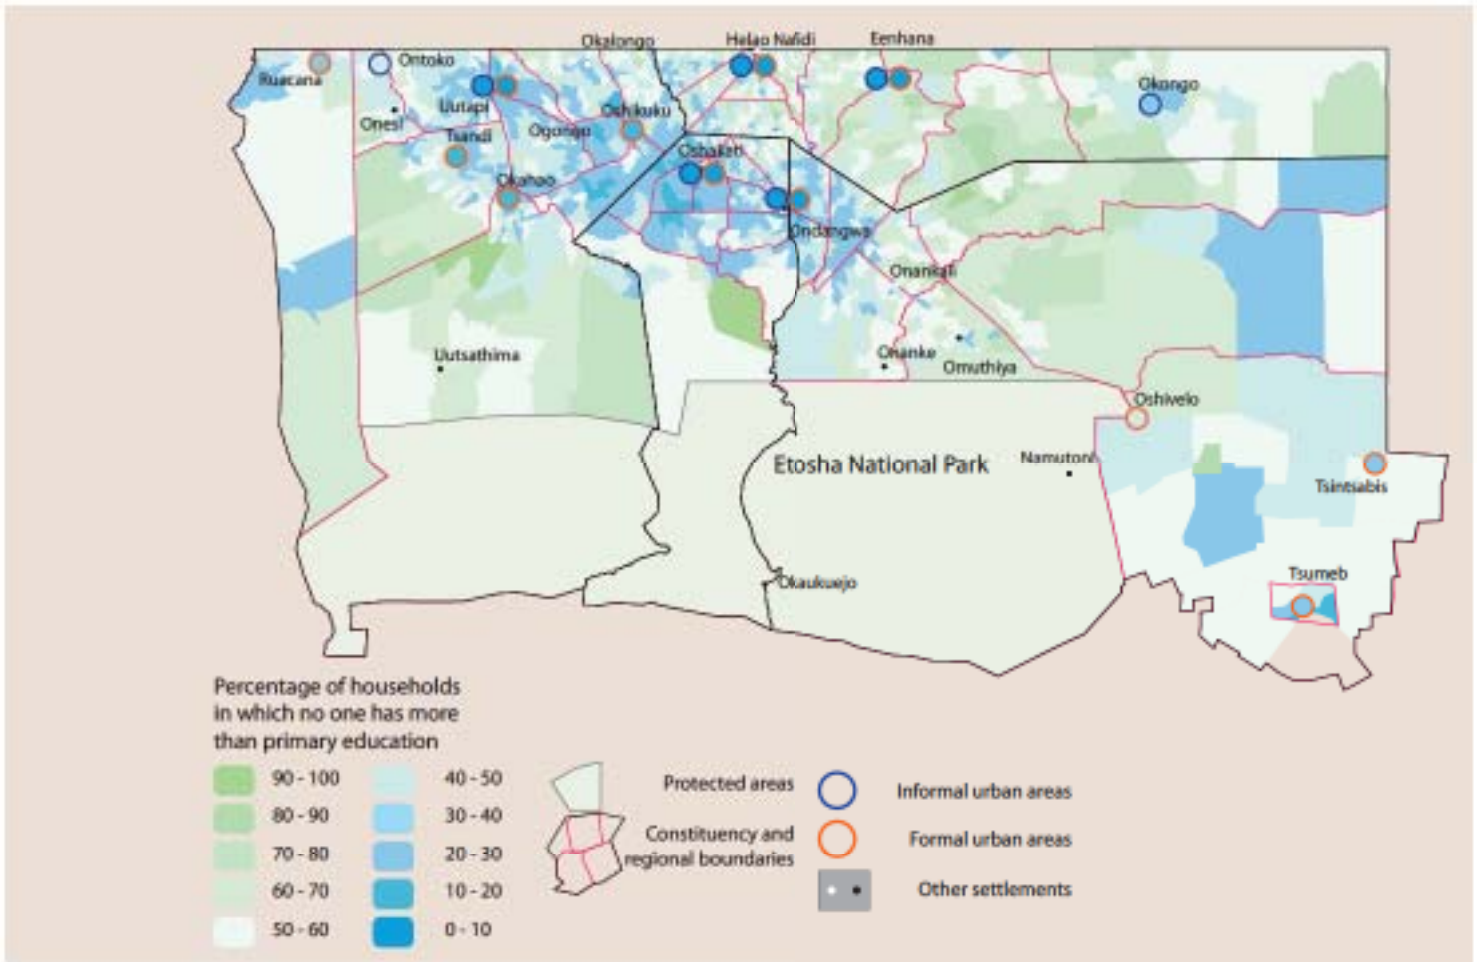 Okalongo
Helao Nafidi
Eenhana
Ruacana
Ontoko
Okongo
Uutapi
Oshikuku
Onesi
Tsandi
Ogongo
Oshakati
Okahao
Ondangwa
Onankali
Uutsathima
Onanke
Omuthiya
Oshivelo
Etosha National Park
Namutoni
Tsintsabis
Tsumeb
Okaukuejo
Percentage of households
in which no one has more
than primary education
90 - 100
80 - 90
70 - 80
60 - 70
50 - 60
40 - 50
30 - 40
20 - 30
10 - 20
0 - 10
Protected areas
Constituency and
regional boundaries
Informal urban areas
Formal urban areas
Other settlements